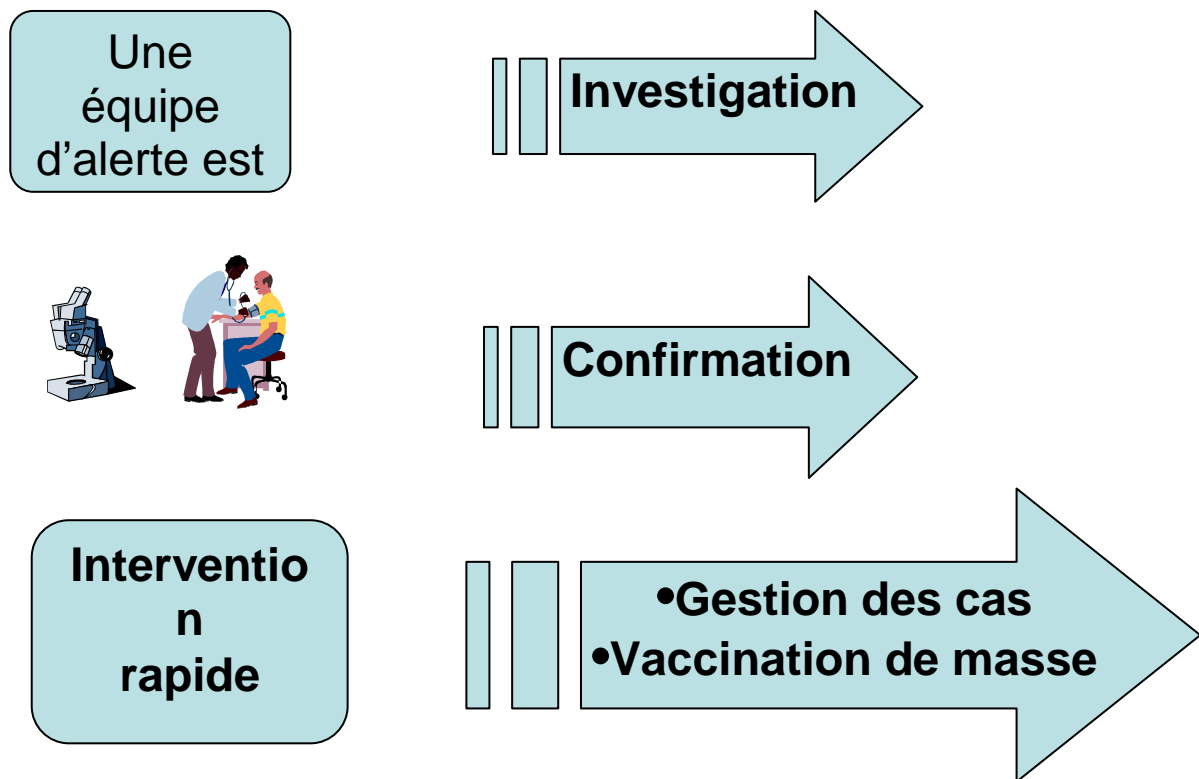 Une
équipe
d’alerte est
Investigation
Confirmation
Interventio
n
rapide
•Gestion des cas
•Vaccination de masse